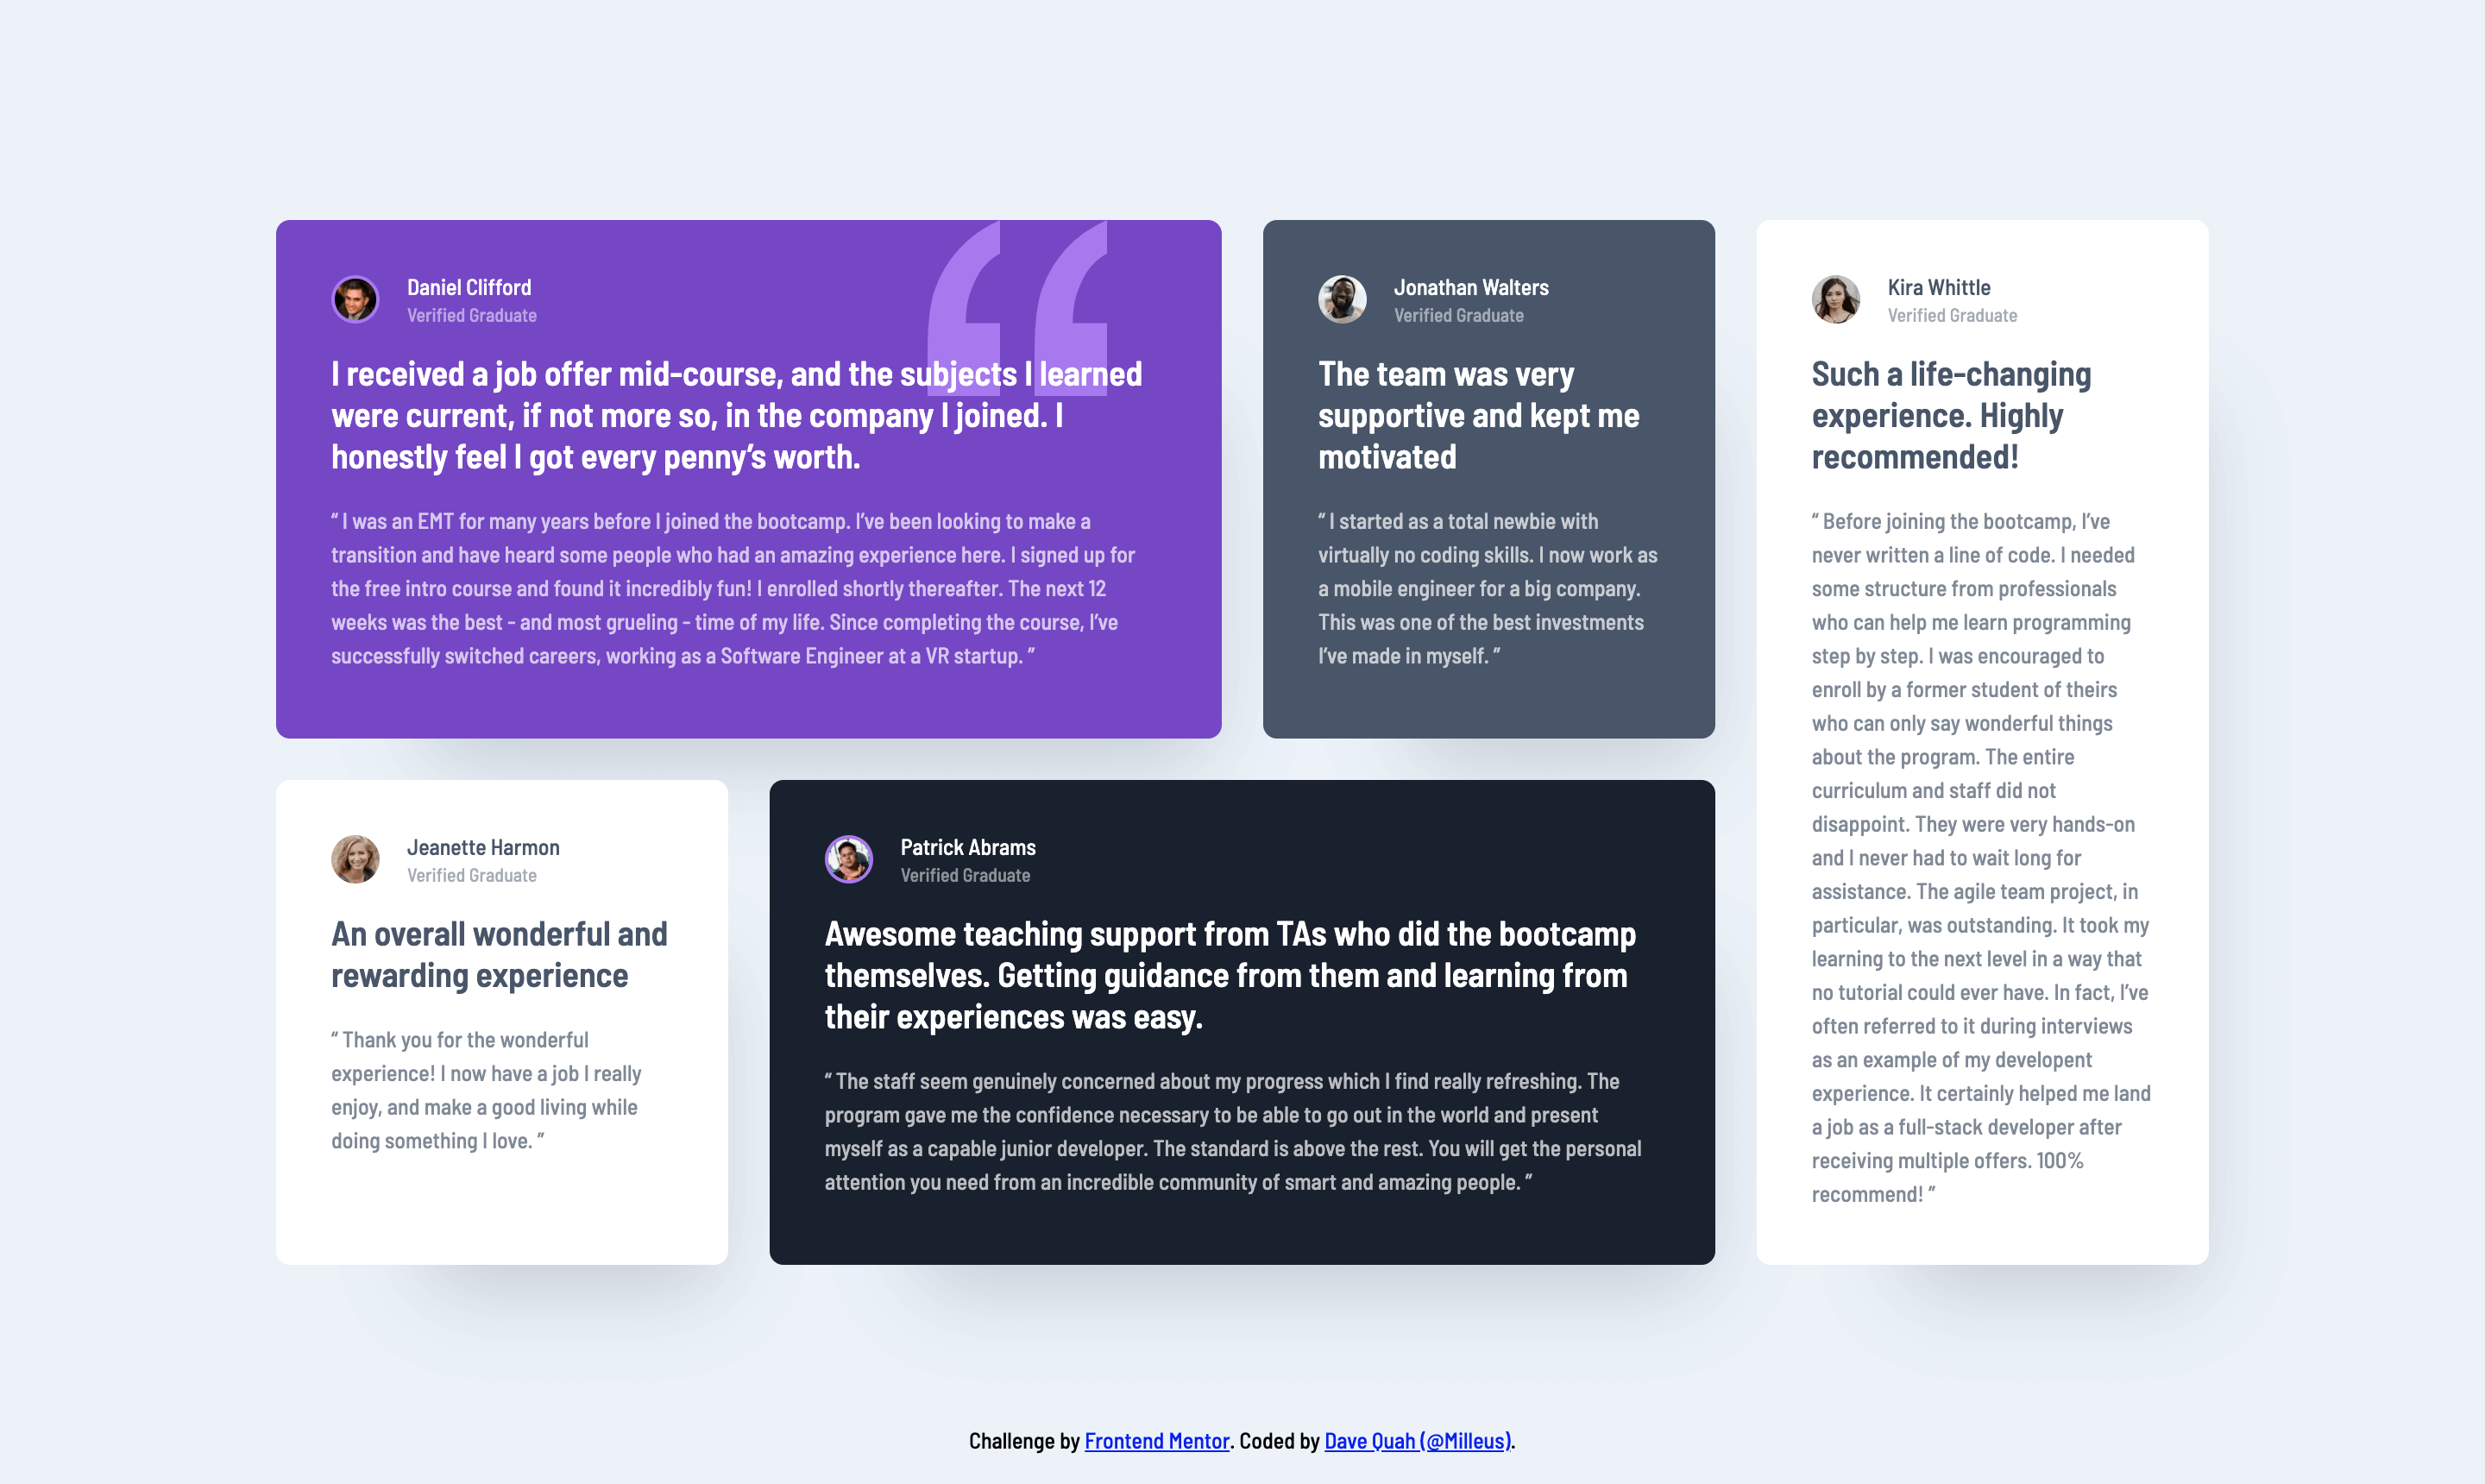 Daniel Clifford
Verified Graduate
I received a job offer mid-course, and the subjects I learned
were current, if not more so, in the company I joined. I
honestly feel I got every penny’s worth.
“ I was an EMT for many years before I joined the bootcamp. I’ve been looking to make a
transition and have heard some people who had an amazing experience here. I signed up for
the free intro course and found it incredibly fun! I enrolled shortly thereafter. The next 12
weeks was the best - and most grueling - time of my life. Since completing the course, I’ve
successfully switched careers, working as a Software Engineer at a VR startup. ”
Jonathan Walters
Verified Graduate
The team was very
supportive and kept me
motivated
“ I started as a total newbie with
virtually no coding skills. I now work as
a mobile engineer for a big company.
This was one of the best investments
I’ve made in myself. ”
Kira Whittle
Verified Graduate
Such a life-changing
experience. Highly
recommended!
“ Before joining the bootcamp, I’ve
never written a line of code. I needed
some structure from professionals
who can help me learn programming
step by step. I was encouraged to
enroll by a former student of theirs
who can only say wonderful things
about the program. The entire
curriculum and staff did not
disappoint. They were very hands-on
and I never had to wait long for
assistance. The agile team project, in
particular, was outstanding. It took my
learning to the next level in a way that
no tutorial could ever have. In fact, I’ve
often referred to it during interviews
as an example of my developent
experience. It certainly helped me land
a job as a full-stack developer after
receiving multiple offers. 100%
recommend! ”
Jeanette Harmon
Verified Graduate
An overall wonderful and
rewarding experience
“ Thank you for the wonderful
experience! I now have a job I really
enjoy, and make a good living while
doing something I love. ”
Patrick Abrams
Verified Graduate
Awesome teaching support from TAs who did the bootcamp
themselves. Getting guidance from them and learning from
their experiences was easy.
“ The staff seem genuinely concerned about my progress which I find really refreshing. The
program gave me the confidence necessary to be able to go out in the world and present
myself as a capable junior developer. The standard is above the rest. You will get the personal
attention you need from an incredible community of smart and amazing people. ”
Challenge by Frontend Mentor. Coded by Dave Quah (@Milleus).